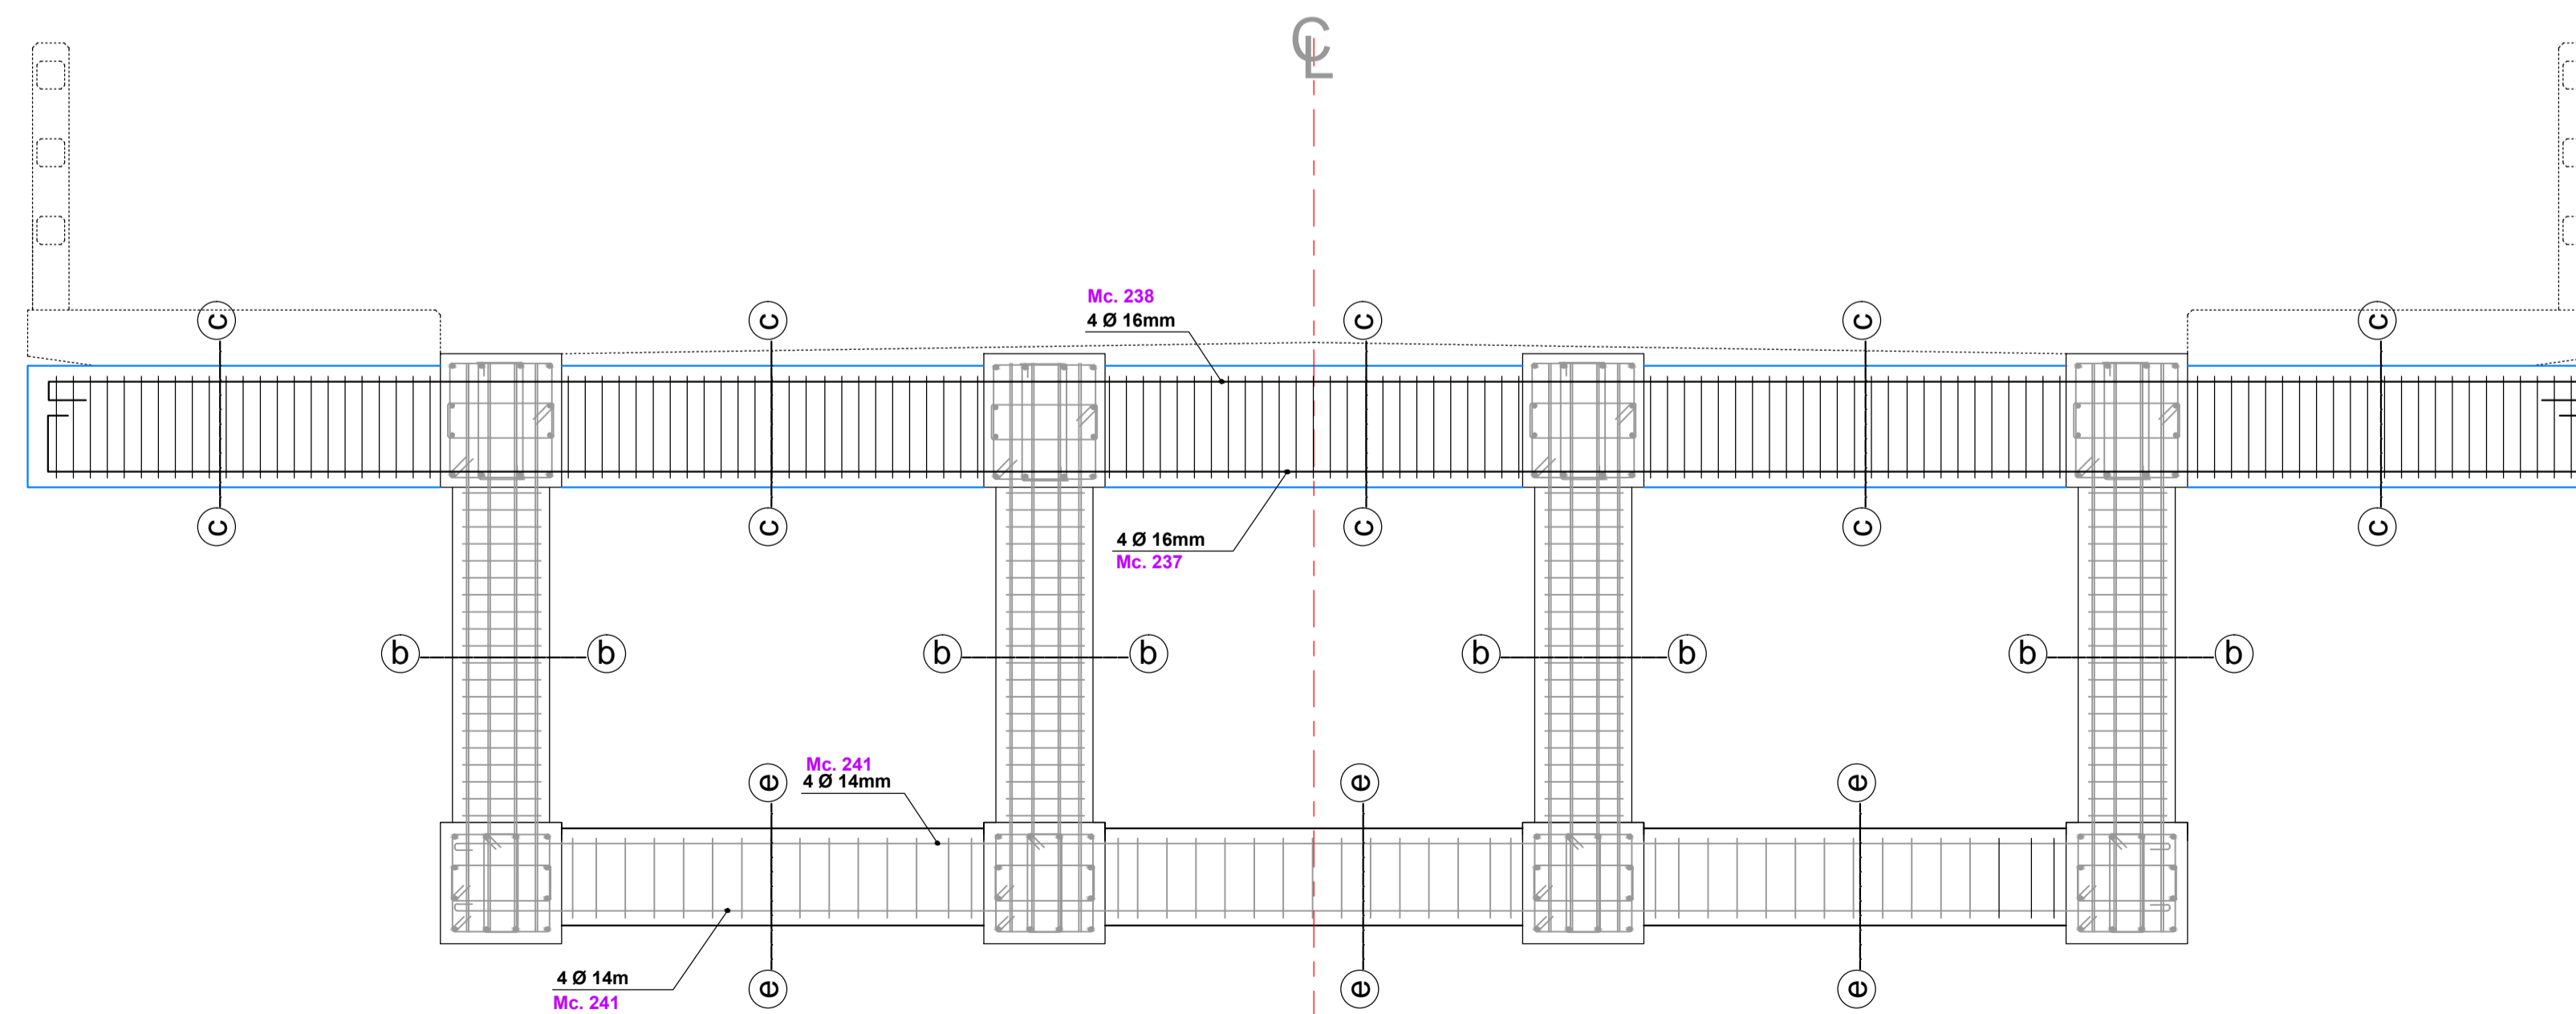 CL
Mc. 238
4 Ø 16mm
c c c c c
c c c c c
4 Ø 16mm
Mc. 237
b b b b b b b b
Mc. 241
4 Ø 14mm
e e e
4 Ø 14m
Mc. 241
e e e